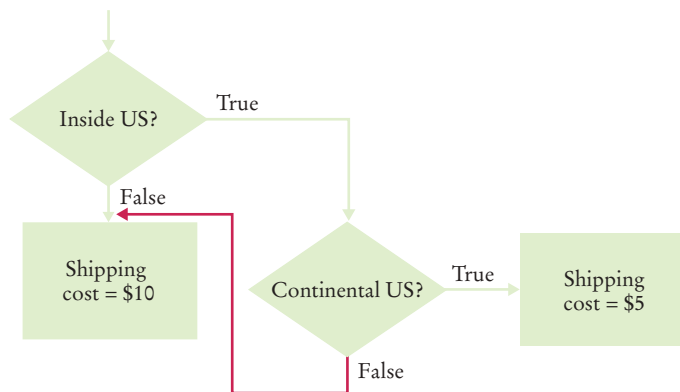 Inside US?
True
False
Shipping
cost = $10
Continental US?
True
Shipping
cost = $5
False